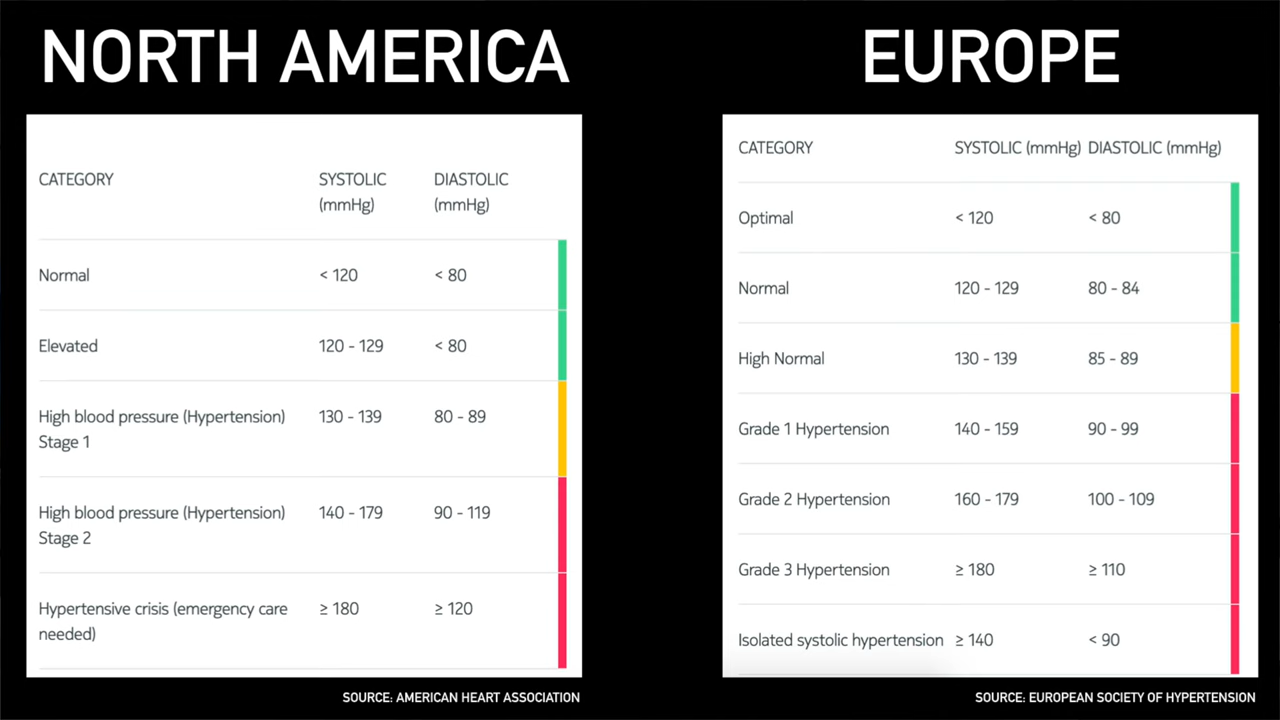 NORTH AMERICA
CATEGORY SYSTOLIC (mmHg) DIASTOLIC (mmHg)
Normal < 120 < 80
Elevated 120 - 129 < 80
High blood pressure (Hypertension) Stage 1 130 - 139 80 - 89
High blood pressure (Hypertension) Stage 2 140 - 179 90 - 119
Hypertensive crisis (emergency care needed) ≥ 180 ≥ 120
SOURCE: AMERICAN HEART ASSOCIATION
EUROPE
CATEGORY SYSTOLIC (mmHg) DIASTOLIC (mmHg)
Optimal < 120 < 80
Normal 120 - 129 80 - 84
High Normal 130 - 139 85 - 89
Grade 1 Hypertension 140 - 159 90 - 99
Grade 2 Hypertension 160 - 179 100 - 109
Grade 3 Hypertension ≥ 180 ≥ 110
Isolated systolic hypertension ≥ 140 < 90
SOURCE: EUROPEAN SOCIETY OF HYPERTENSION